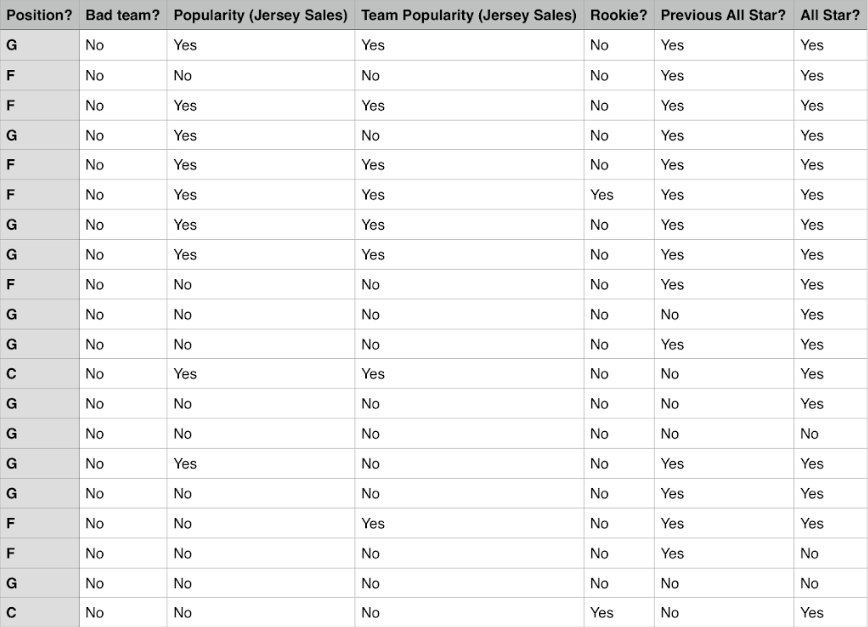 Position? Bad team? Popularity (Jersey Sales) Team Popularity (Jersey Sales) Rookie? Previous All Star? All Star?
G No Yes Yes No Yes Yes
F No No No No Yes Yes
F No Yes Yes No Yes Yes
G No Yes No No Yes Yes
F No Yes Yes No Yes Yes
F No Yes Yes Yes Yes Yes
G No Yes Yes No Yes Yes
G No Yes Yes No Yes Yes
F No No No No Yes Yes
G No No No No No Yes
G No No No No Yes Yes
C No Yes Yes No No Yes
G No No No No No Yes
G No No No No No No
G No Yes No No Yes Yes
G No No No No Yes Yes
F No No Yes No Yes Yes
F No No No No Yes No
G No No No No No No
C No No No Yes No Yes